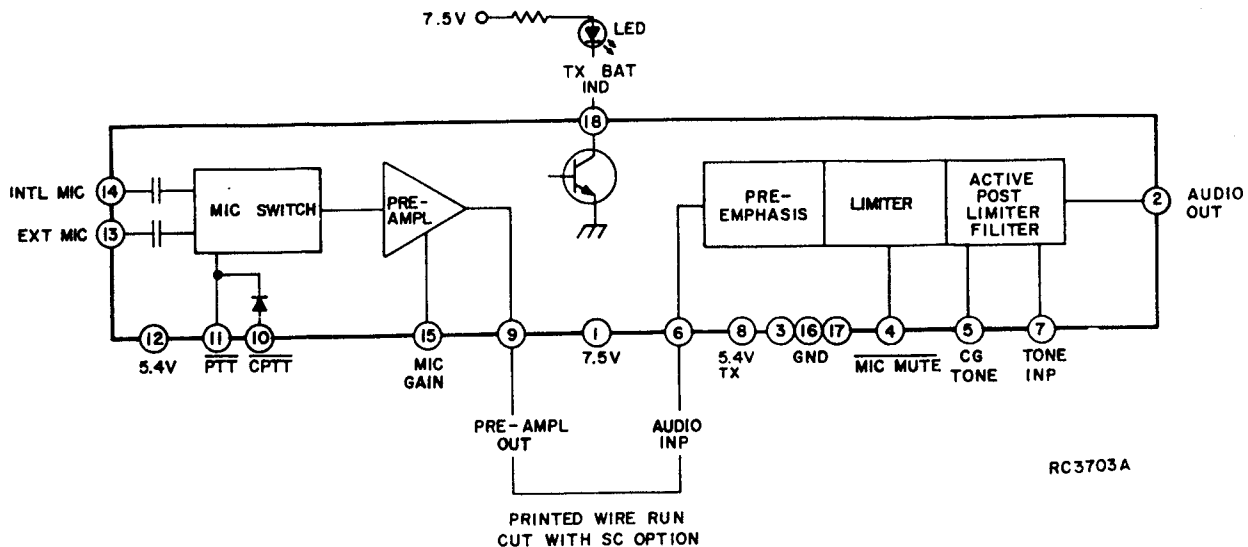 7.5V
LED
TX BAT
IND
18
INTL MIC
14
EXT MIC
13
MIC SWITCH
PRE-
AMPL
PRE-
EMPHASIS
LIMITER
ACTIVE
POST
LIMITER
FILITER
2
AUDIO
OUT
12
5.4V
11
PTT
10
CPTT
15
MIC
GAIN
9
1
7.5V
6
8
5.4V
TX
3
16
17
GND
4
MIC MUTE
5
CG
TONE
7
TONE
INP
PRE-AMPL
OUT
AUDIO
INP
RC3703A
PRINTED WIRE RUN
CUT WITH SC OPTION